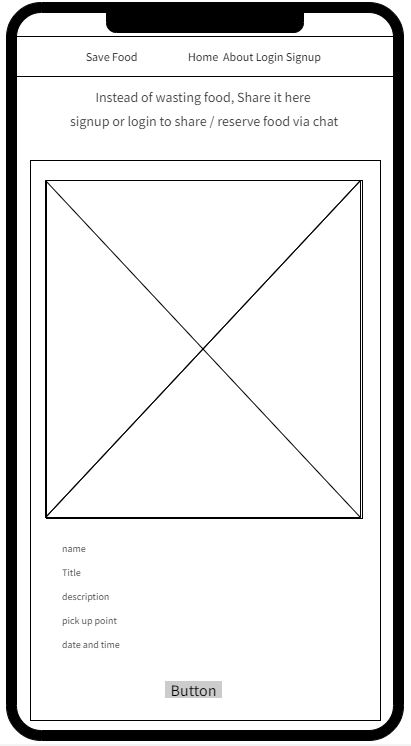 Save Food Home About Login Signup
Instead of wasting food, Share it here
signup or login to share / reserve food via chat
name
Title
description
pick up point
date and time
Button